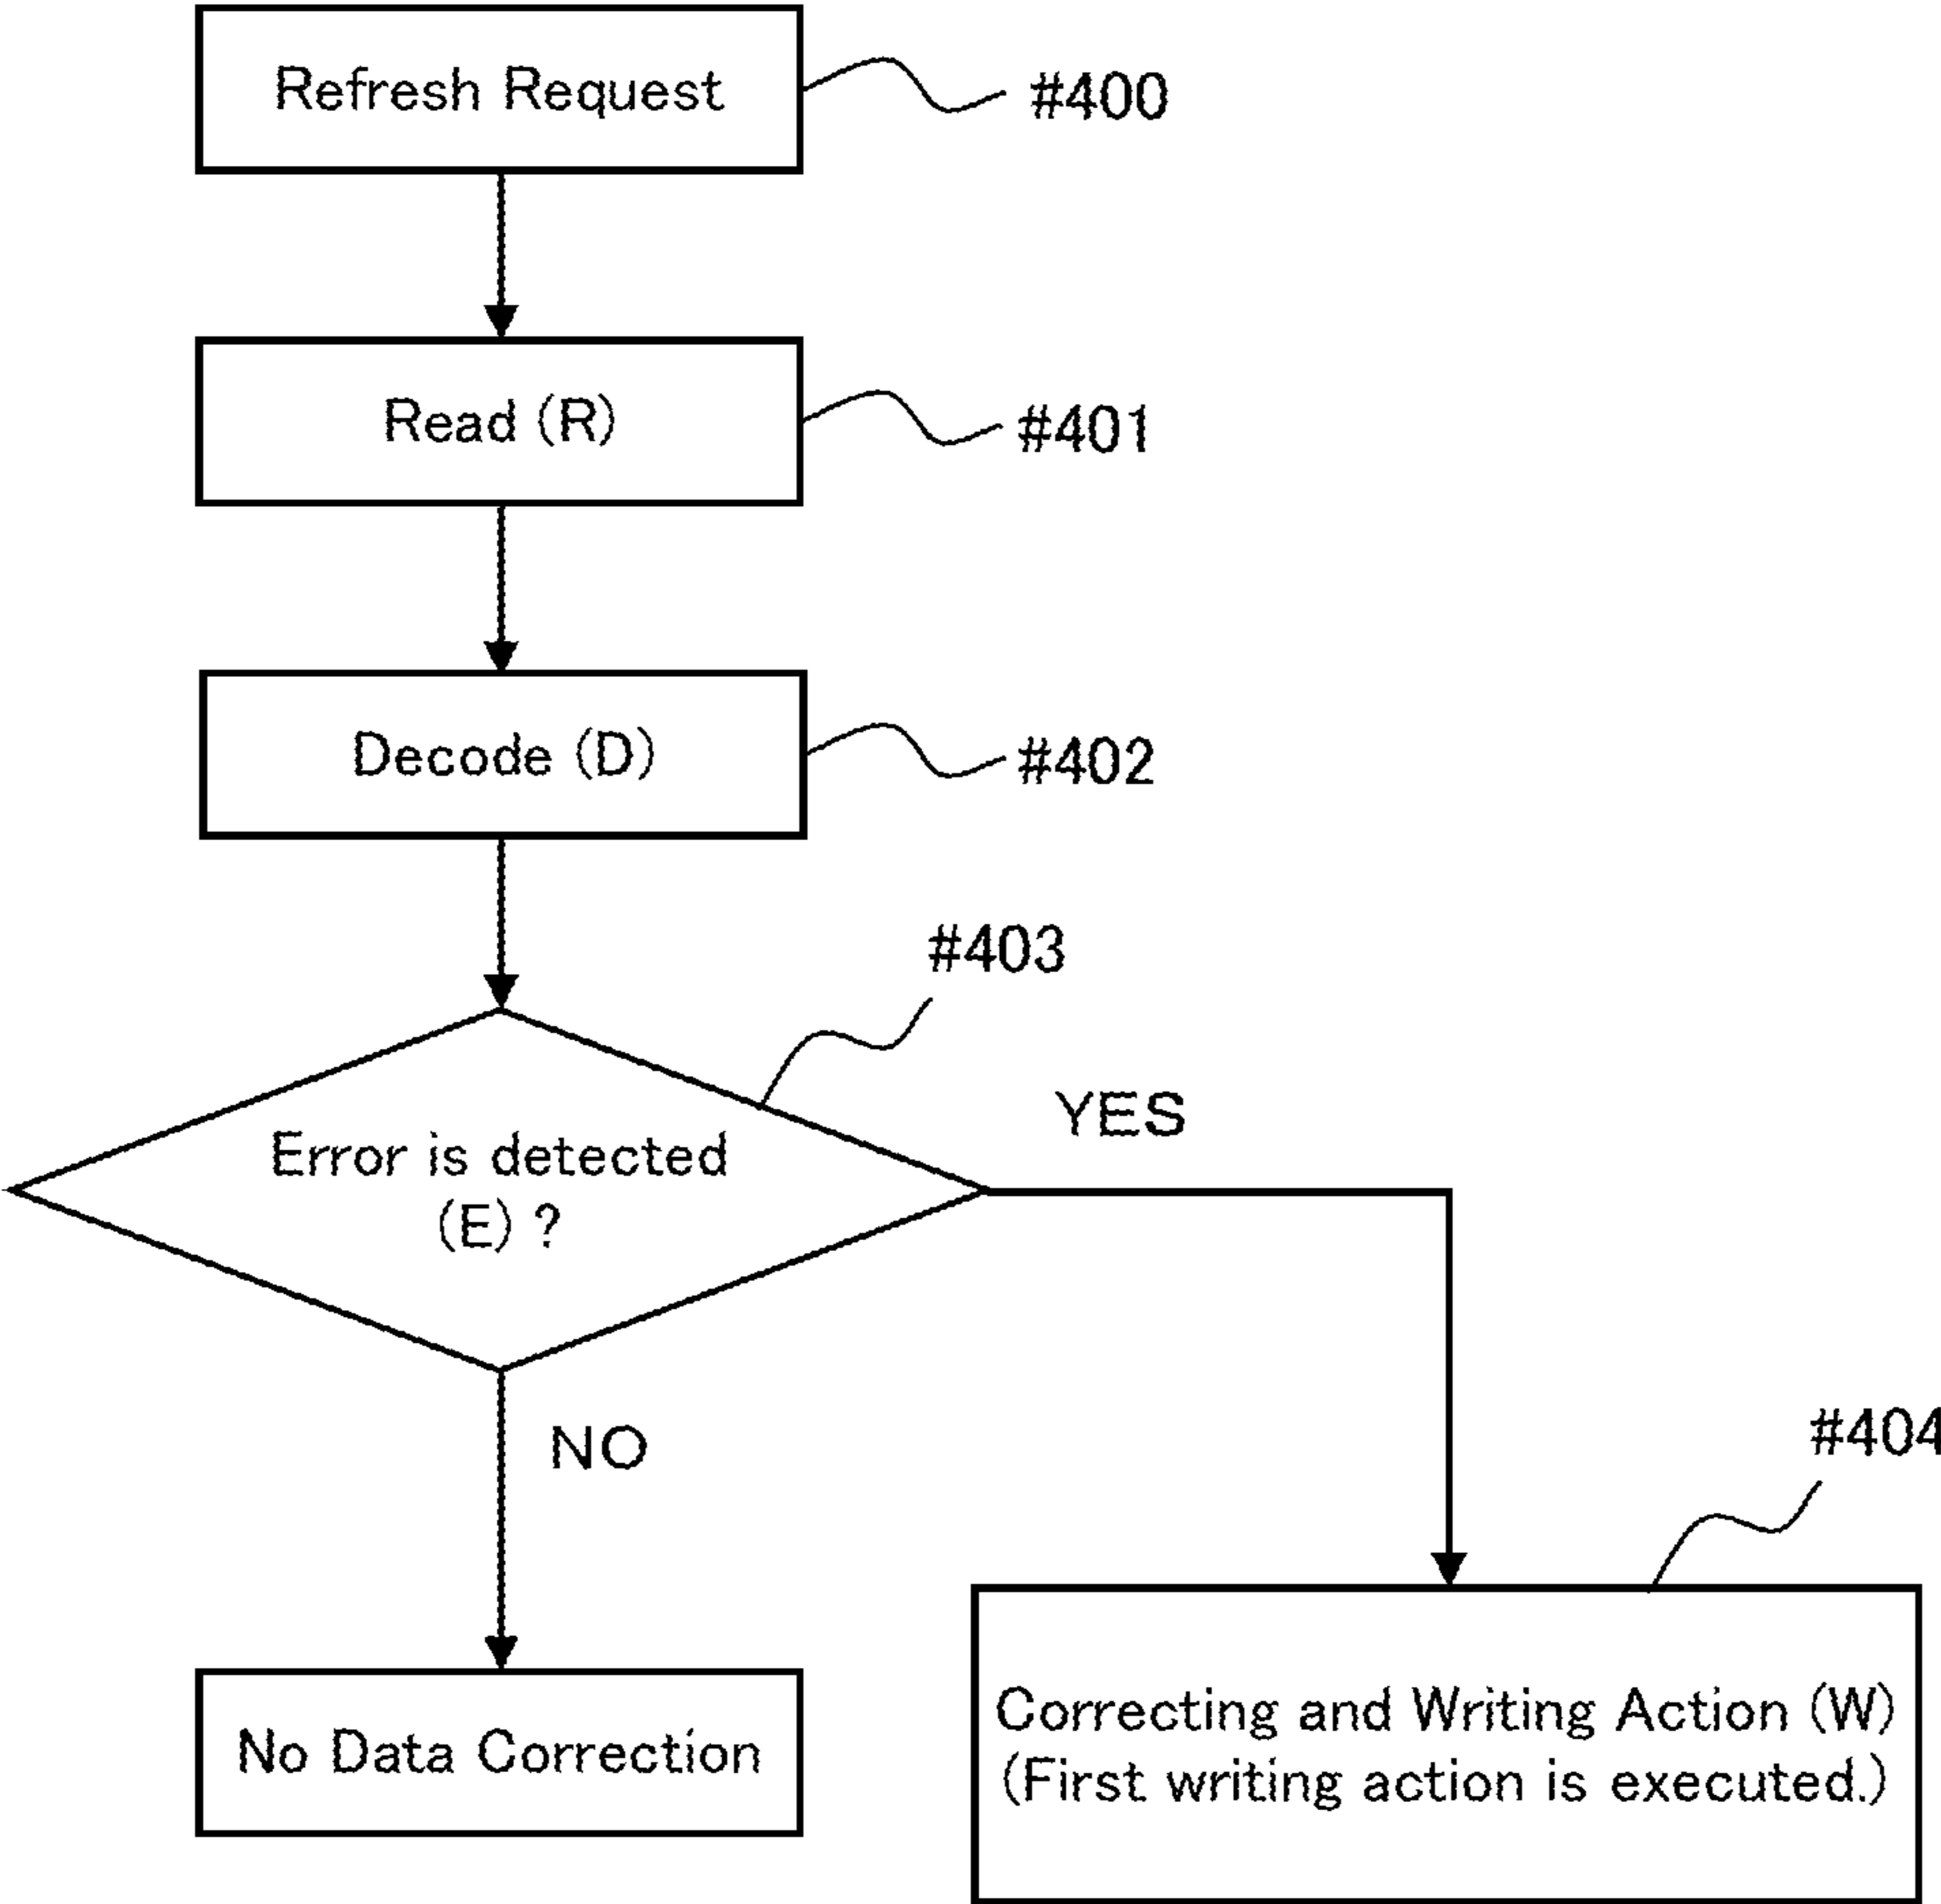 Refresh Request
#400
Read (R)
#401
Decode (D)
#402
#403
Error is detected
(E) ?
YES
NO
#404
No Data Correction
Correcting and Writing Action (W)
(First writing action is executed.)